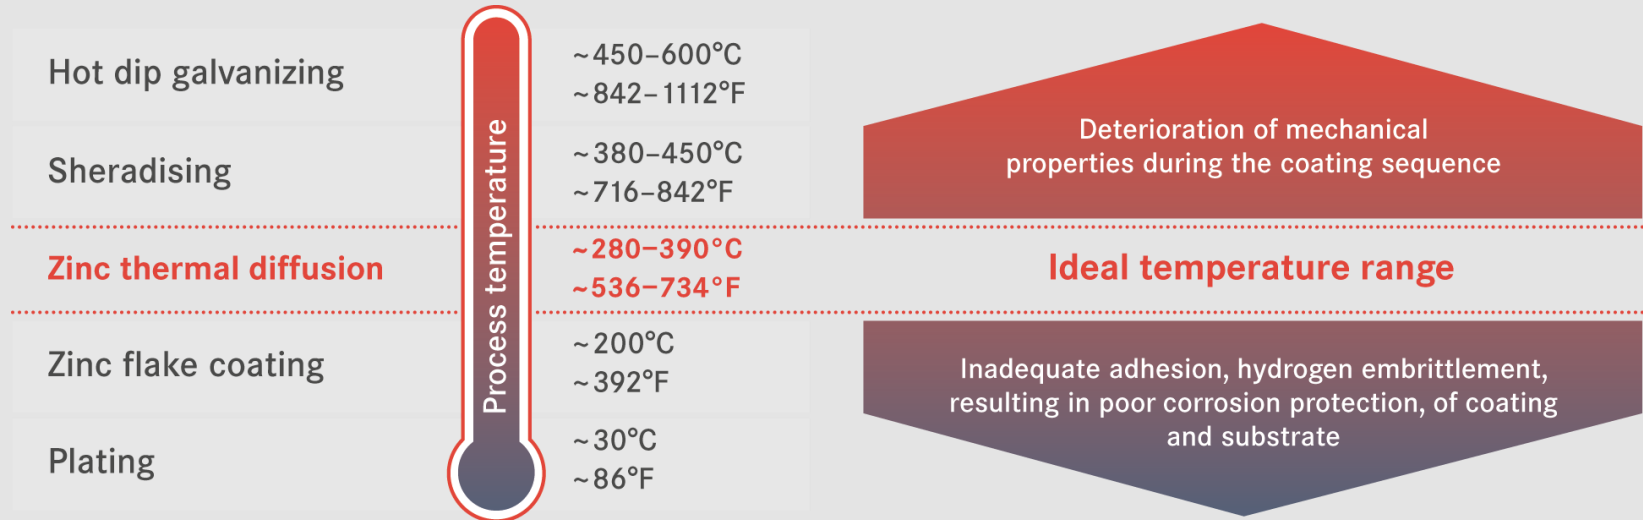 Hot dip galvanizing
~450–600°C
~842–1112°F
Sheradising
~380–450°C
~716–842°F
Zinc thermal diffusion
~280–390°C
~536–734°F
Zinc flake coating
~200°C
~392°F
Plating
~30°C
~86°F
Process temperature
Deterioration of mechanical
properties during the coating sequence
Ideal temperature range
Inadequate adhesion, hydrogen embrittlement,
resulting in poor corrosion protection, of coating
and substrate